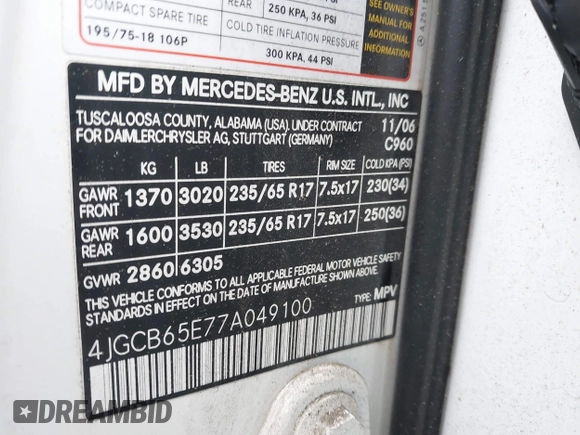 REAR
250 KPA, 36 PSI
COMPACT SPARE TIRE
COLD TIRE INFLATION PRESSURE
195/75-18 106P
300 KPA, 44 PSI
SEE OWNER'S
MANUAL FOR
ADDITIONAL
INFORMATION
MFD BY MERCEDES-BENZ U.S. INTL., INC
TUSCALOOSA COUNTY, ALABAMA (USA). UNDER CONTRACT 11/06
FOR DAIMLERCHRYSLER AG, STUTTGART (GERMANY) C960
KG LB TIRES RIM SIZE COLD KPA (PSI)
GAWR FRONT 1370 3020 235/65 R17 7.5x17 230(34)
GAWR REAR 1600 3530 235/65 R17 7.5x17 250(36)
GVWR 2860 6305
THIS VEHICLE CONFORMS TO ALL APPLICABLE FEDERAL MOTOR VEHICLE SAFETY
STANDARDS IN EFFECT ON THE DATE OF MANUFACTURE SHOWN ABOVE.
4JGCB65E77A049100 TYPE: MPV
DREAMBID